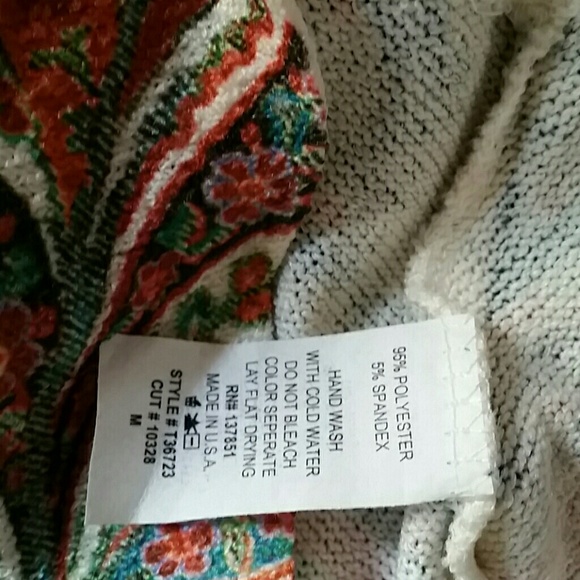 95% POLYESTER
5% SPANDEX
HAND WASH
WITH COLD WATER
DO NOT BLEACH
COLOR SEPERATE
LAY FLAT DRYING
RN# 137851
MADE IN U.S.A.
STYLE # T36723
CUT # 10328
M